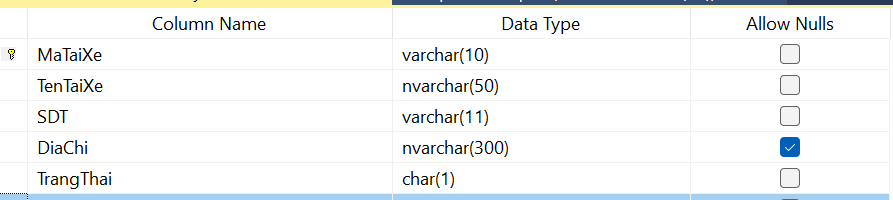 Column Name Data Type Allow Nulls
MaTaiXe varchar(10)
TenTaiXe nvarchar(50)
SDT varchar(11)
DiaChi nvarchar(300)
TrangThai char(1)